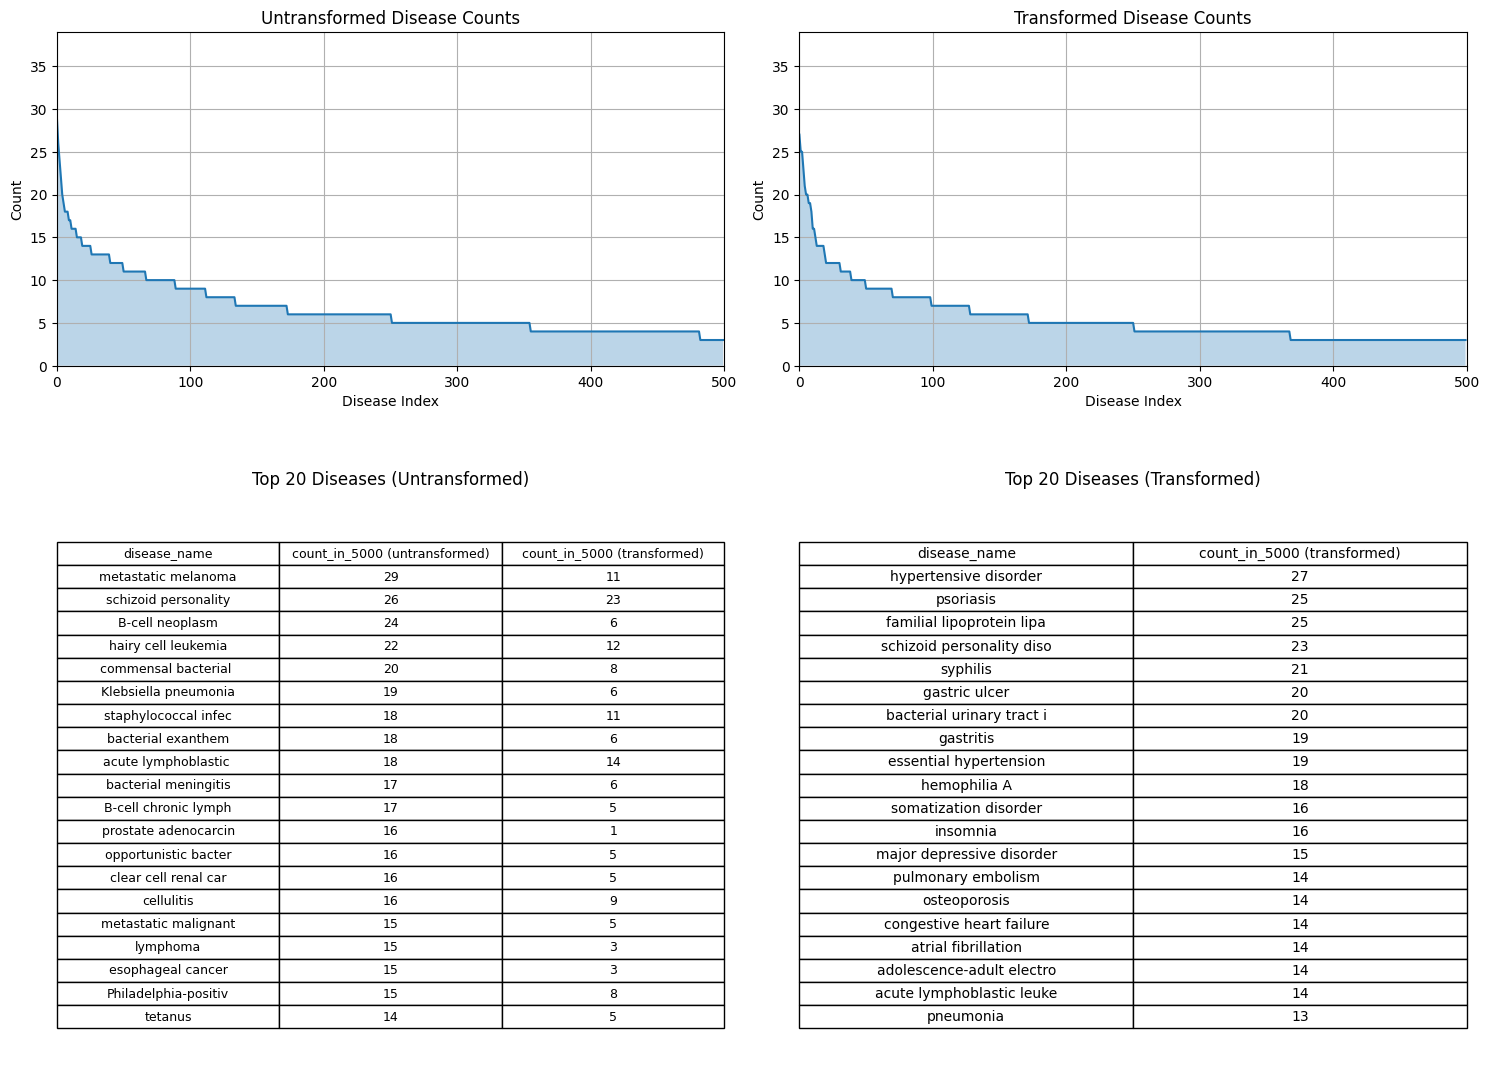 Untransformed Disease Counts
35
30
25
20
15
10
5
0
Count
0 100 200 300 400 500
Disease Index
Transformed Disease Counts
35
30
25
20
15
10
5
0
Count
0 100 200 300 400 500
Disease Index
Top 20 Diseases (Untransformed)
disease_name count_in_5000 (untransformed) count_in_5000 (transformed)
metastatic melanoma 29 11
schizoid personality 26 23
B-cell neoplasm 24 6
hairy cell leukemia 22 12
commensal bacterial 20 8
Klebsiella pneumonia 19 6
staphylococcal infec 18 11
bacterial exanthem 18 6
acute lymphoblastic 18 14
bacterial meningitis 17 6
B-cell chronic lymph 17 5
prostate adenocarcin 16 1
opportunistic bacter 16 5
clear cell renal car 16 5
cellulitis 16 9
metastatic malignant 15 5
lymphoma 15 3
esophageal cancer 15 3
Philadelphia-positiv 15 8
tetanus 14 5
Top 20 Diseases (Transformed)
disease_name count_in_5000 (transformed)
hypertensive disorder 27
psoriasis 25
familial lipoprotein lipa 25
schizoid personality diso 23
syphilis 21
gastric ulcer 20
bacterial urinary tract i 20
gastritis 19
essential hypertension 19
hemophilia A 18
somatization disorder 16
insomnia 16
major depressive disorder 15
pulmonary embolism 14
osteoporosis 14
congestive heart failure 14
atrial fibrillation 14
adolescence-adult electro 14
acute lymphoblastic leuke 14
pneumonia 13